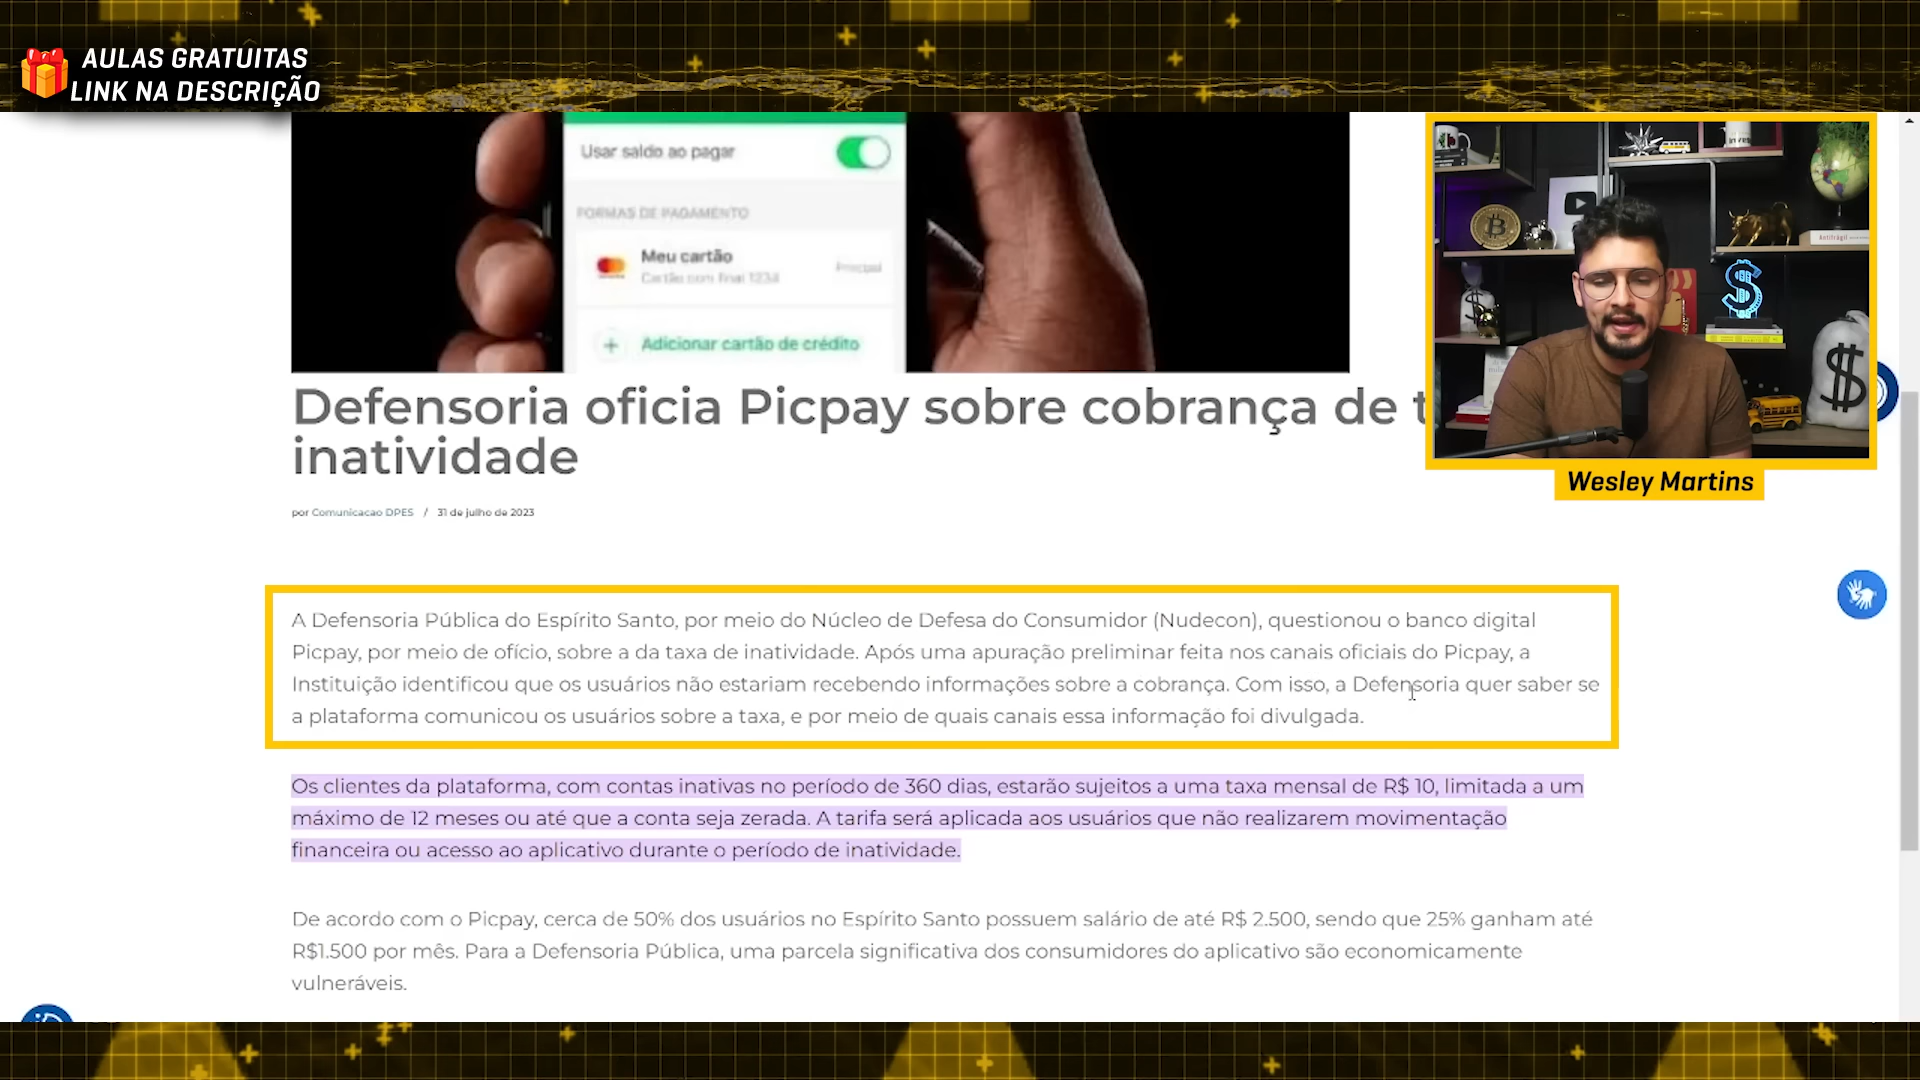 AULAS GRATUITAS
LINK NA DESCRIÇÃO
Usar saldo ao pagar
FORMAS DE PAGAMENTO
Meu cartão
Cartão com final 1234
Principal
Adicionar cartão de crédito
Defensoria oficia Picpay sobre cobrança de
inatividade
por Comunicacao DPES / 31 de julho de 2023
Wesley Martins
A Defensoria Pública do Espírito Santo, por meio do Núcleo de Defesa do Consumidor (Nudecon), questionou o banco digital
Picpay, por meio de ofício, sobre a da taxa de inatividade. Após uma apuração preliminar feita nos canais oficiais do Picpay, a
Instituição identificou que os usuários não estariam recebendo informações sobre a cobrança. Com isso, a Defensoria quer saber se
a plataforma comunicou os usuários sobre a taxa, e por meio de quais canais essa informação foi divulgada.
Os clientes da plataforma, com contas inativas no período de 360 dias, estarão sujeitos a uma taxa mensal de R$ 10, limitada a um
máximo de 12 meses ou até que a conta seja zerada. A tarifa será aplicada aos usuários que não realizarem movimentação
financeira ou acesso ao aplicativo durante o período de inatividade.
De acordo com o Picpay, cerca de 50% dos usuários no Espírito Santo possuem salário de até R$ 2.500, sendo que 25% ganham até
R$1.500 por mês. Para a Defensoria Pública, uma parcela significativa dos consumidores do aplicativo são economicamente
vulneráveis.